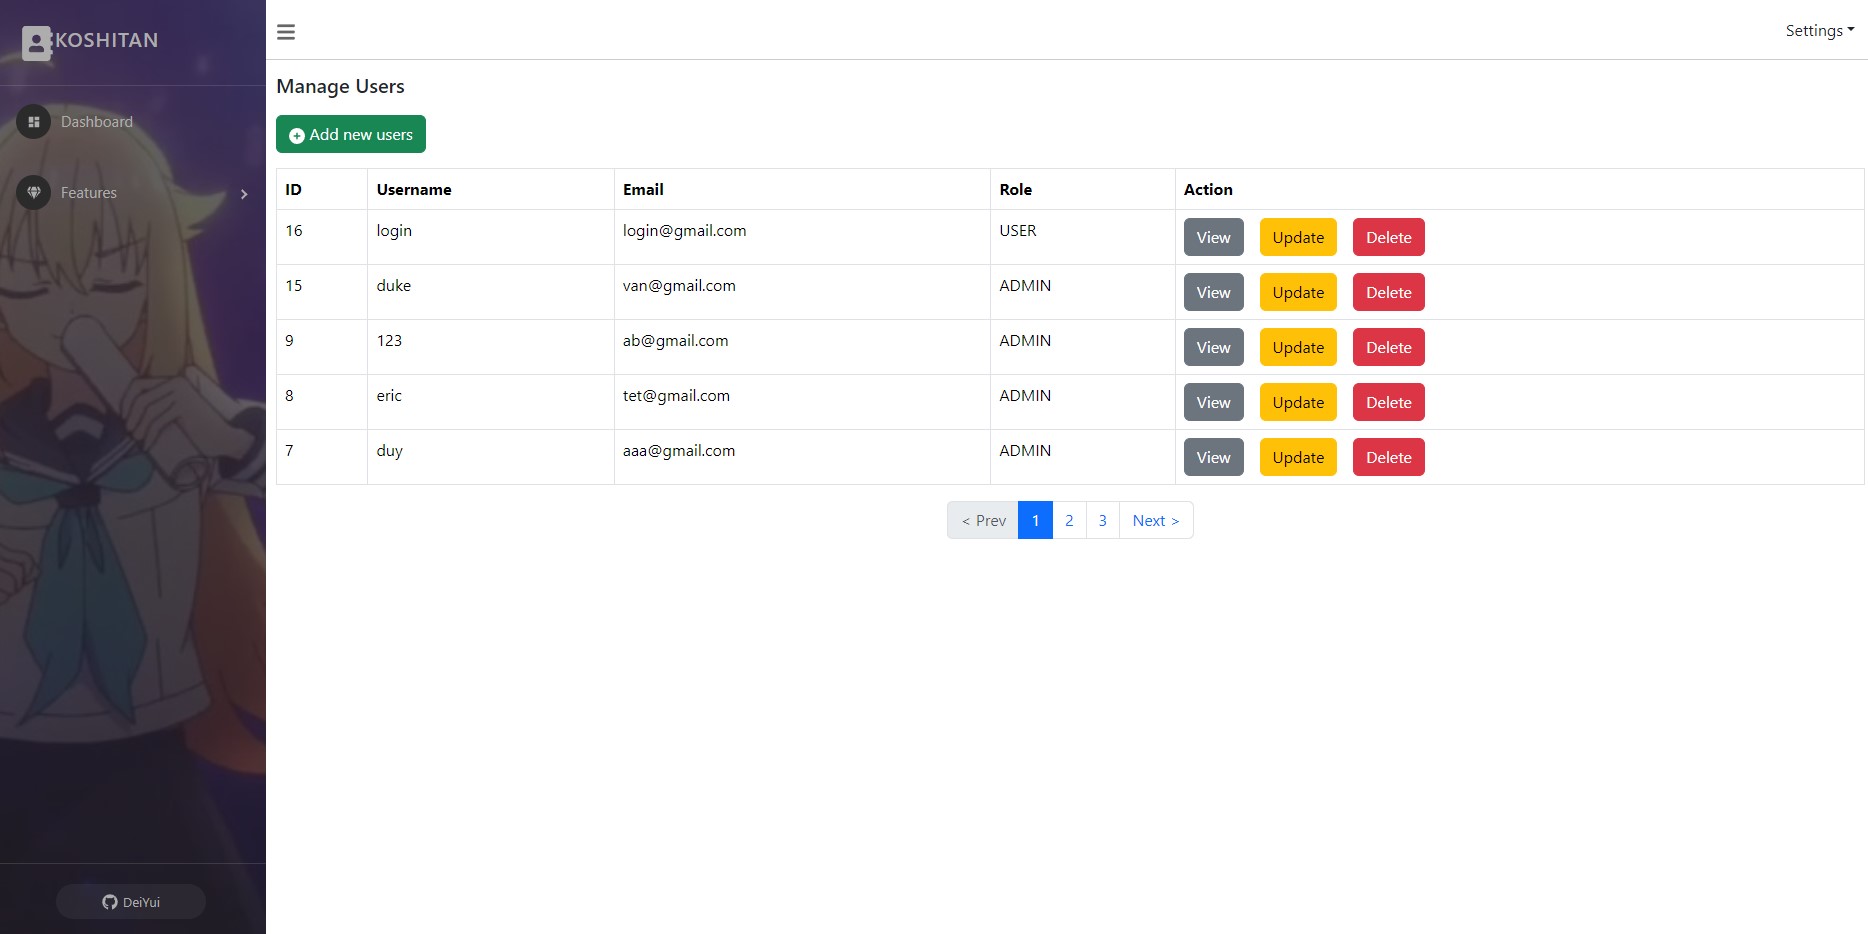 KOSHITAN
Settings
Dashboard
Features
DeiYui
Manage Users
Add new users
ID Username Email Role Action
16 login login@gmail.com USER View Update Delete
15 duke van@gmail.com ADMIN View Update Delete
9 123 ab@gmail.com ADMIN View Update Delete
8 eric tet@gmail.com ADMIN View Update Delete
7 duy aaa@gmail.com ADMIN View Update Delete
< Prev 1 2 3 Next >